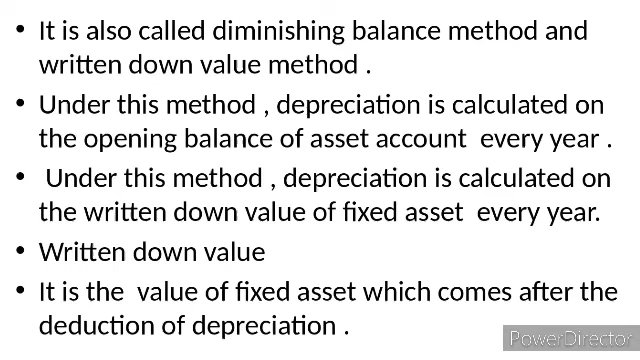 • It is also called diminishing balance method and
written down value method .
• Under this method , depreciation is calculated on
the opening balance of asset account  every year .
•  Under this method , depreciation is calculated on
the written down value of fixed asset  every year.
• Written down value
• It is the  value of fixed asset which comes after the
deduction of depreciation .
PowerDirector